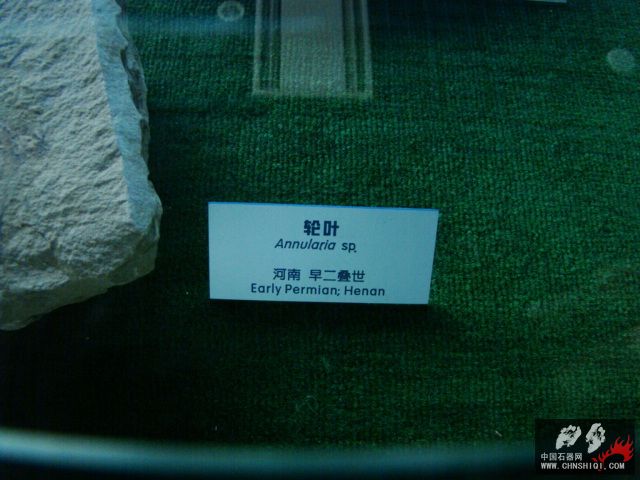 轮叶
Annularia sp.
河南 早二叠世
Early Permian; Henan
中国石器网
WWW.CHNSHIQI.COM